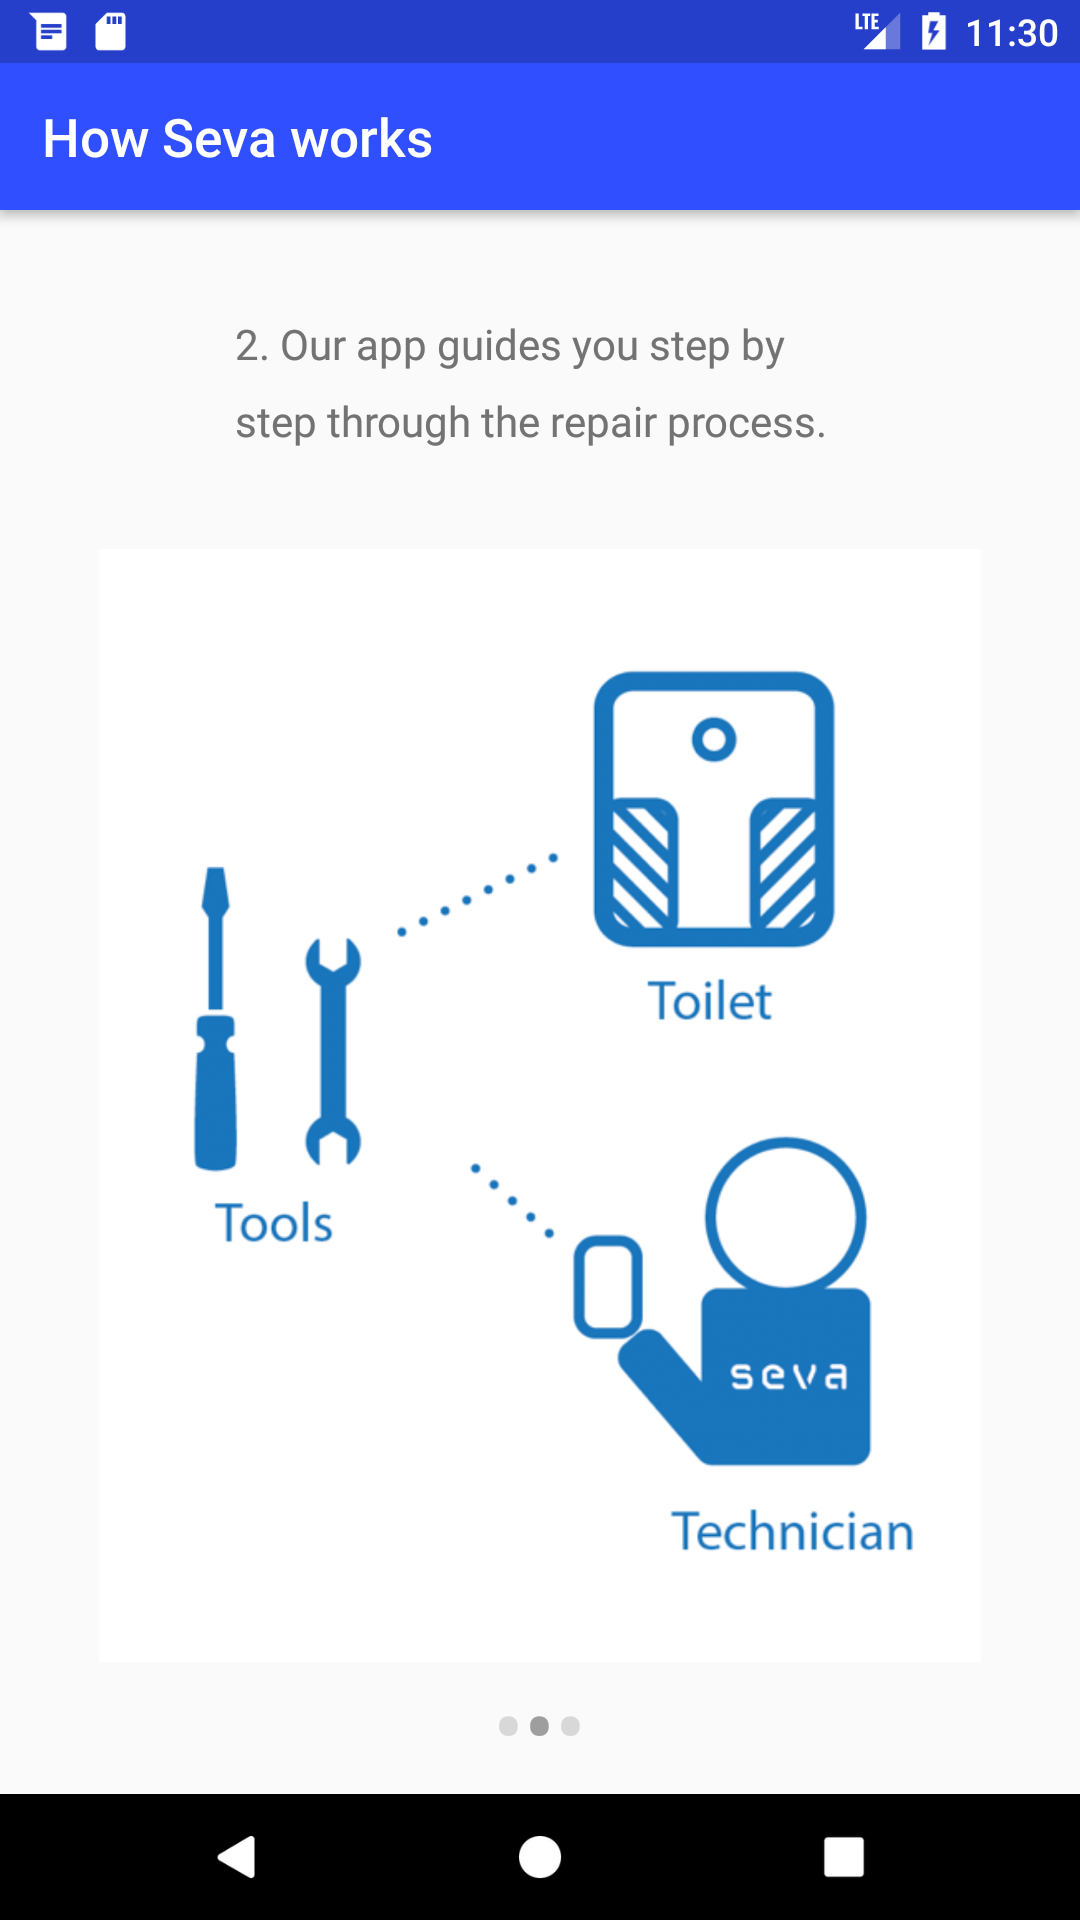 LTE 11:30
How Seva works
2. Our app guides you step by
step through the repair process.
Toilet
Tools
seva
Technician